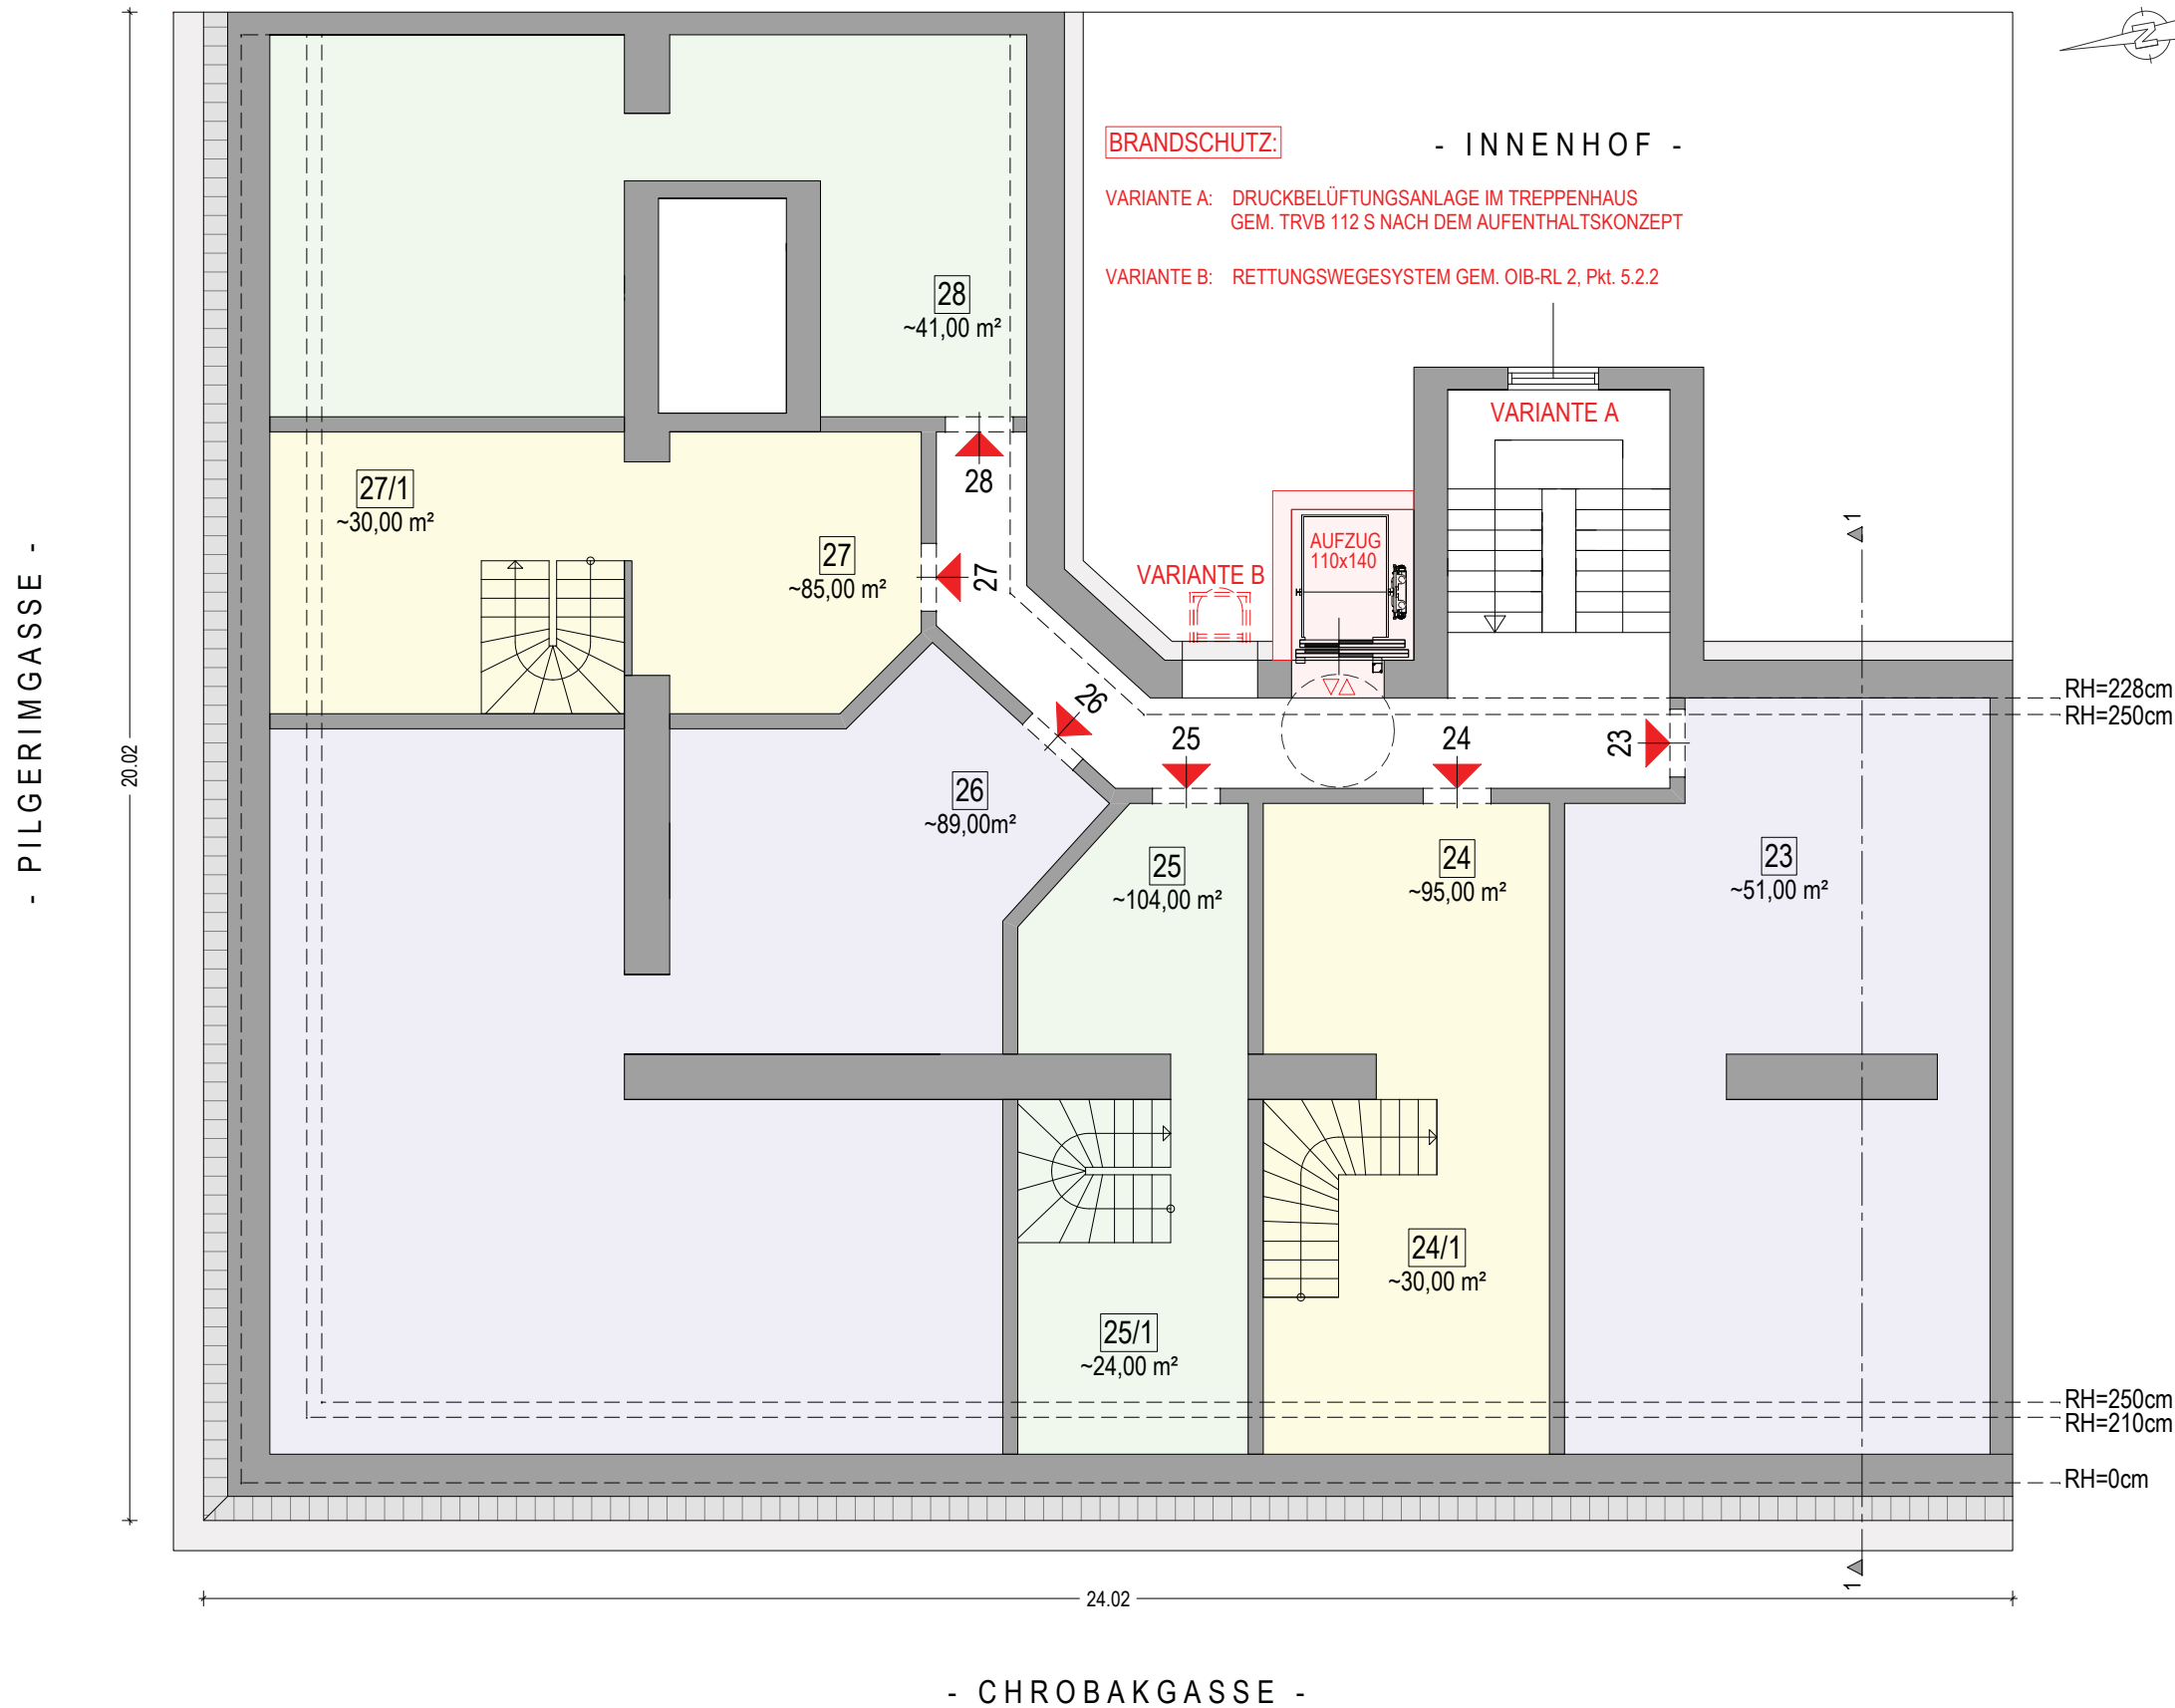 N
BRANDSCHUTZ:
- INNENHOF -
VARIANTE A: DRUCKBELÜFTUNGSANLAGE IM TREPPENHAUS
GEM. TRVB 112 S NACH DEM AUFENTHALTSKONZEPT
VARIANTE B: RETTUNGSWEGESYSTEM GEM. OIB-RL 2, Pkt. 5.2.2
28
~41,00 m²
VARIANTE A
28
27/1
~30,00 m²
27
~85,00 m²
27
AUFZUG
110x140
VARIANTE B
1
- PILGERIMGASSE -
20.02
26
25
24
23
RH=228cm
RH=250cm
26
~89,00m²
25
~104,00 m²
24
~95,00 m²
23
~51,00 m²
24/1
~30,00 m²
25/1
~24,00 m²
RH=250cm
RH=210cm
RH=0cm
1
24.02
- CHROBAKGASSE -